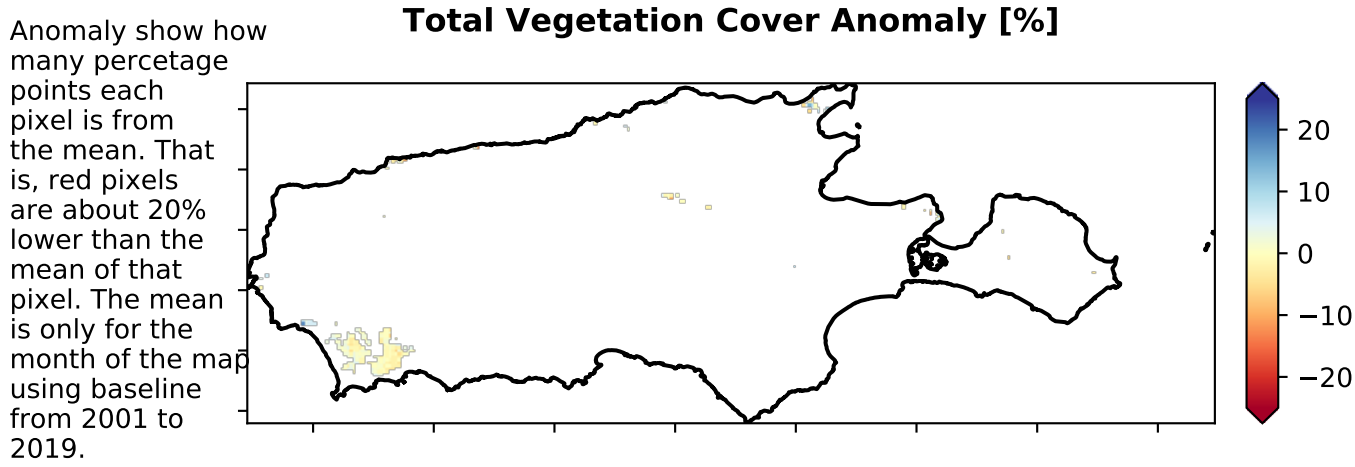 Total Vegetation Cover Anomaly [%]
Anomaly show how
many percetage
points each
pixel is from
the mean. That
is, red pixels
are about 20%
lower than the
mean of that
pixel. The mean
is only for the
month of the map
using baseline
from 2001 to
2019.
20
10
0
−10
−20